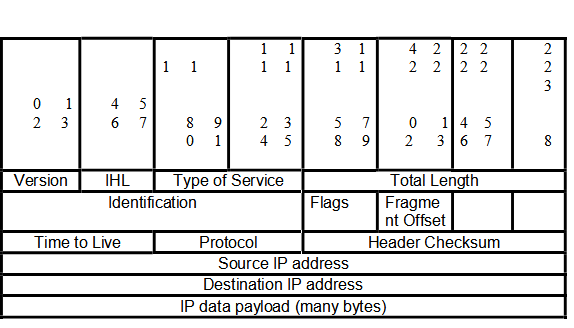 1 1 3 1 4 2 2 2 2
1 1 1 1 1 1 2 2 2 2 2
3
0 1 4 5
2 3 6 7 8 9 2 3 5 7 0 1 4 5
0 1 4 5 8 9 2 3 6 7 8
Version IHL Type of Service Total Length
Identification Flags Fragme
nt Offset
Time to Live Protocol Header Checksum
Source IP address
Destination IP address
IP data payload (many bytes)